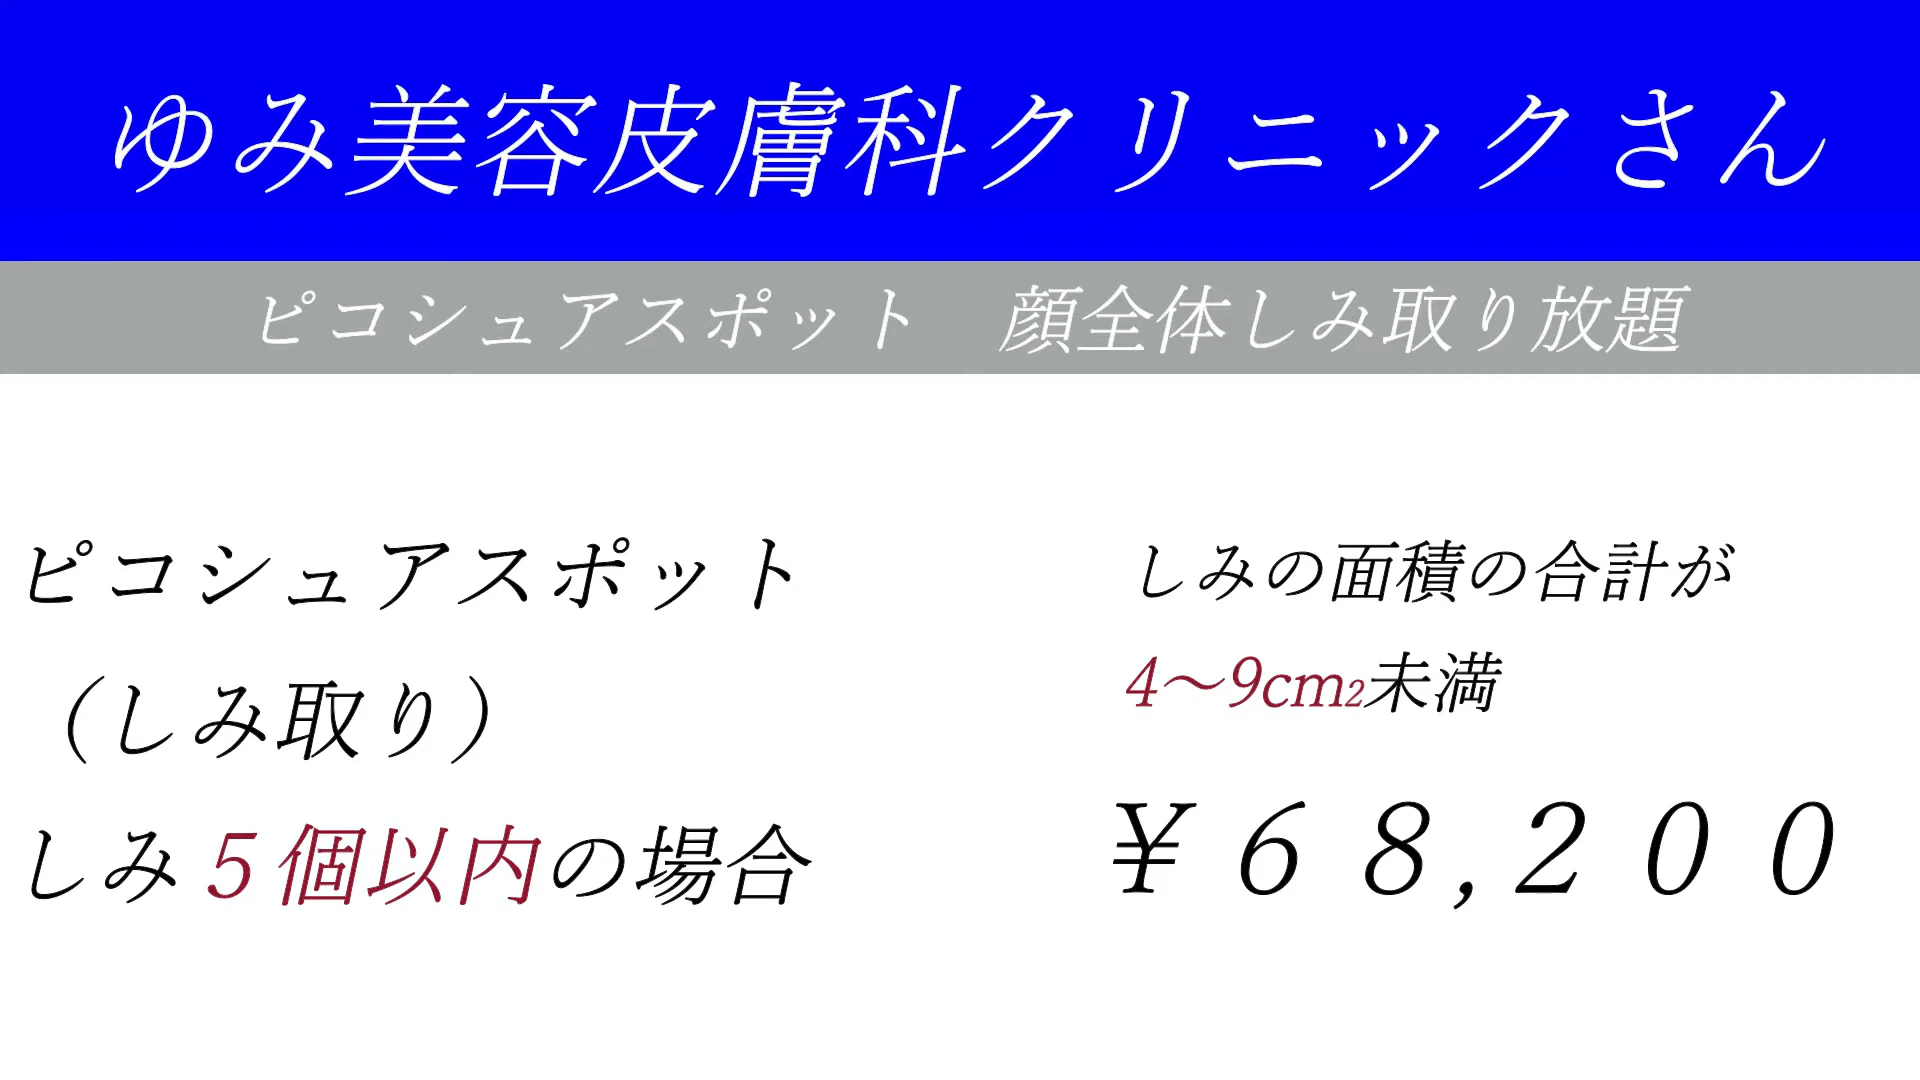 ゆみ美容皮膚科クリニックさん
ピコシュアスポット　顔全体しみ取り放題
ピコシュアスポット
（しみ取り）
しみ５個以内の場合
しみの面積の合計が
4〜9cm2未満
￥６８,２００